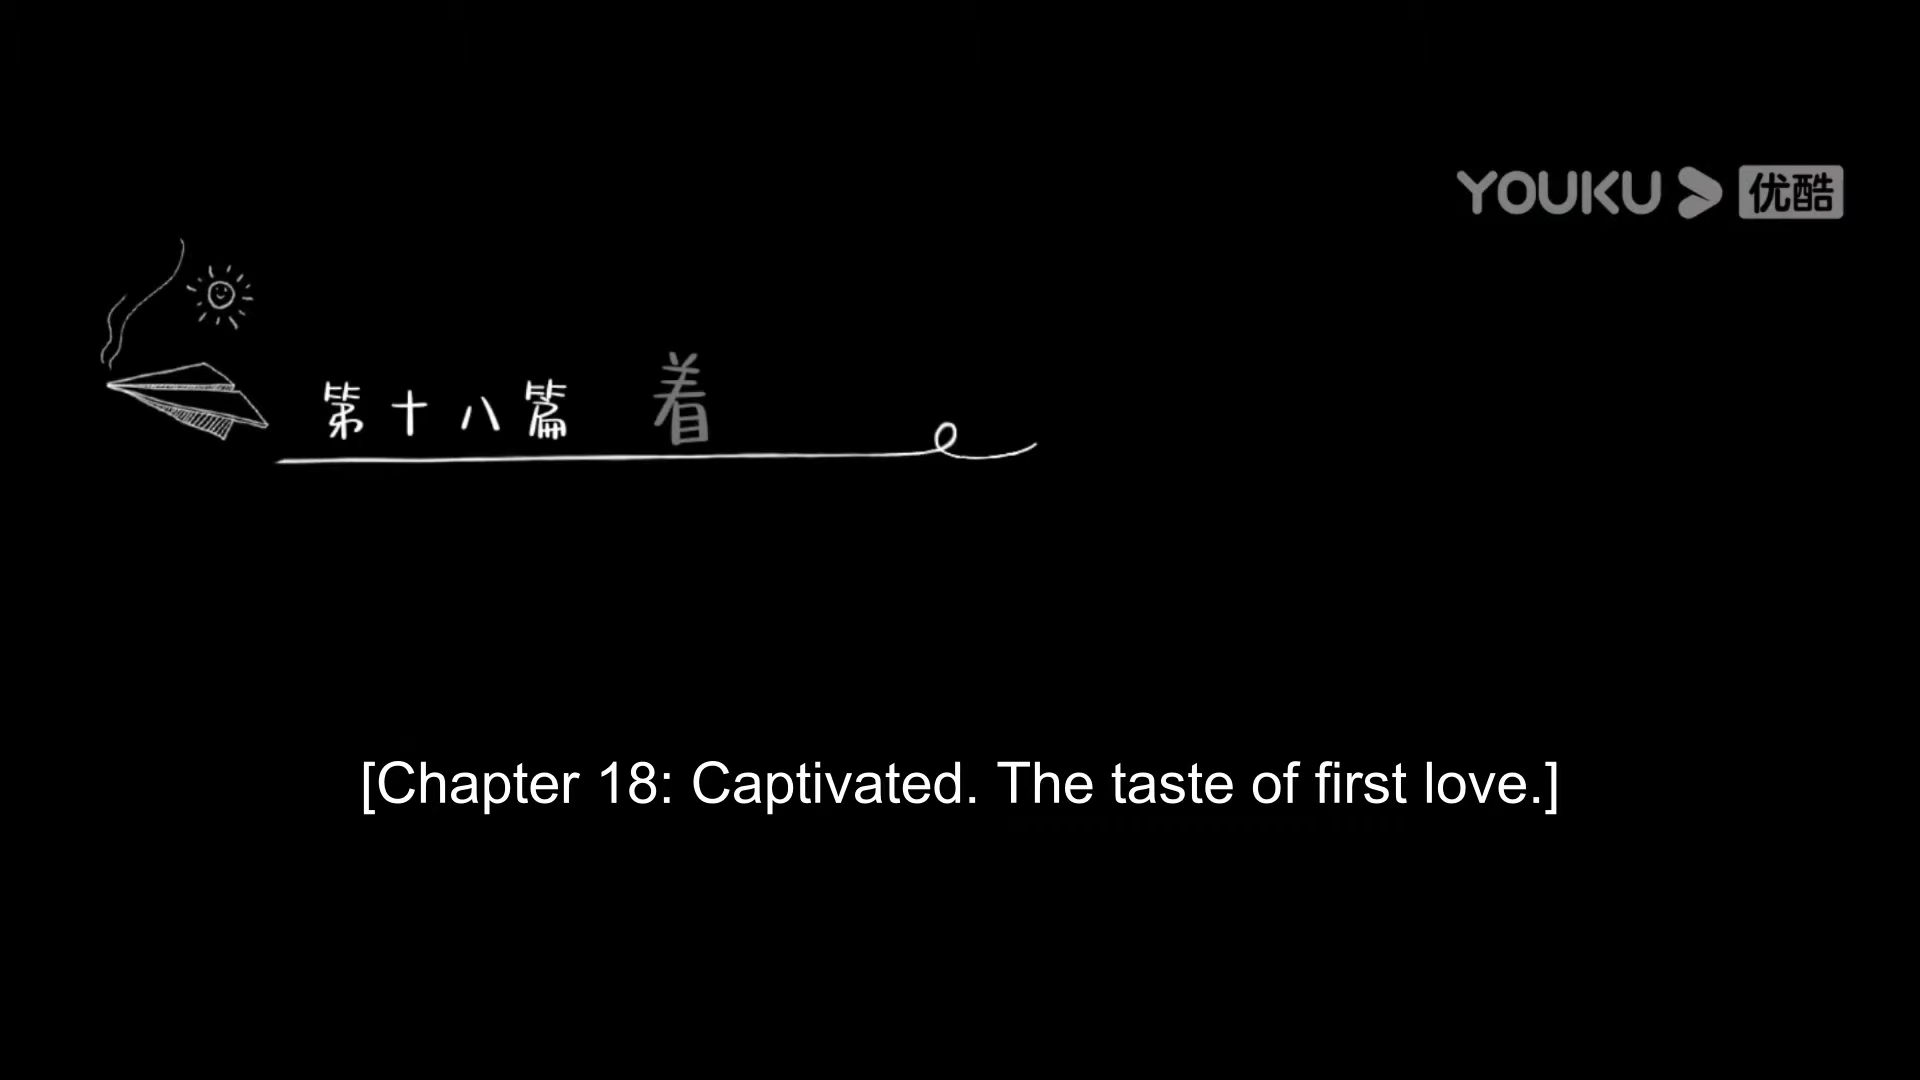 YOUKU 优酷
第十八篇 着
[Chapter 18: Captivated. The taste of first love.]